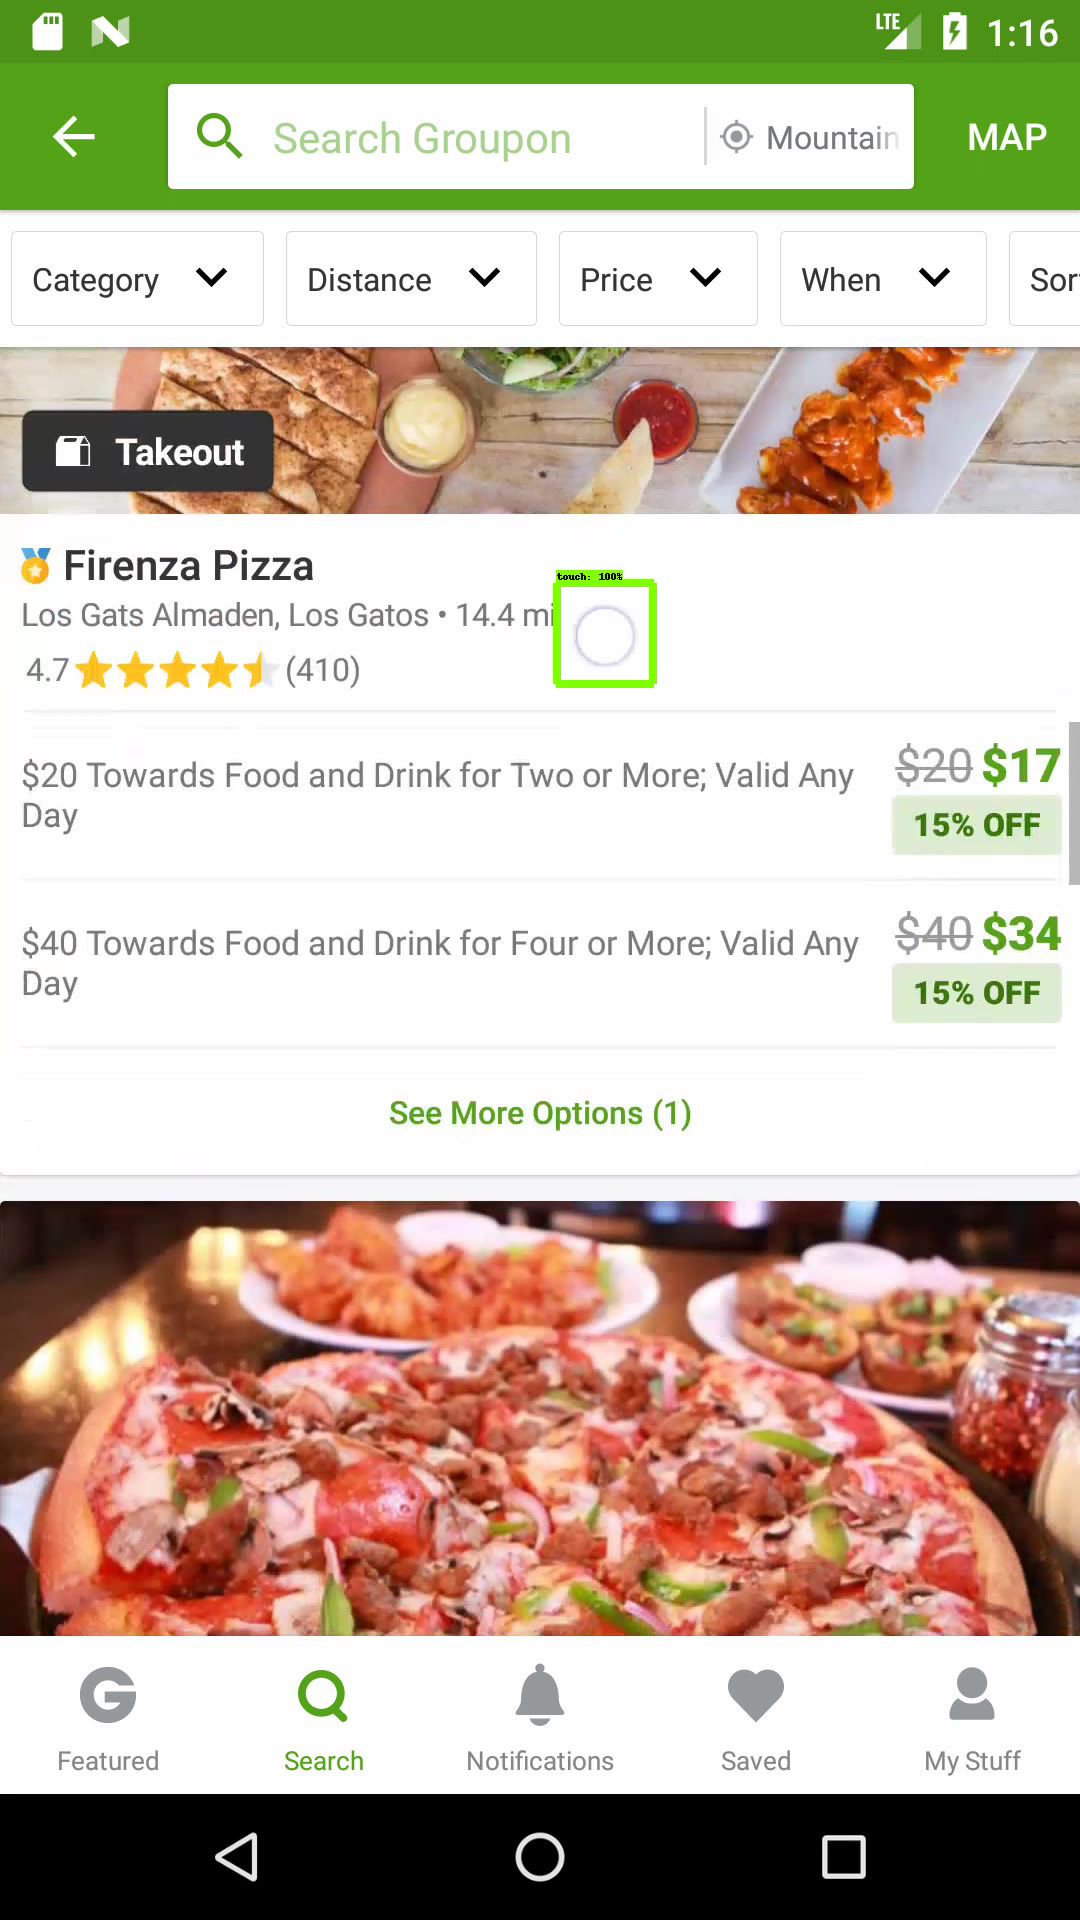 LTE 1:16
Search Groupon Mountain MAP
Category Distance Price When Sor
Takeout
Firenza Pizza
touch: 100%
Los Gats Almaden, Los Gatos • 14.4 mi
4.7 (410)
$20 Towards Food and Drink for Two or More; Valid Any Day
$20 $17
15% OFF
$40 Towards Food and Drink for Four or More; Valid Any Day
$40 $34
15% OFF
See More Options (1)
Featured Search Notifications Saved My Stuff